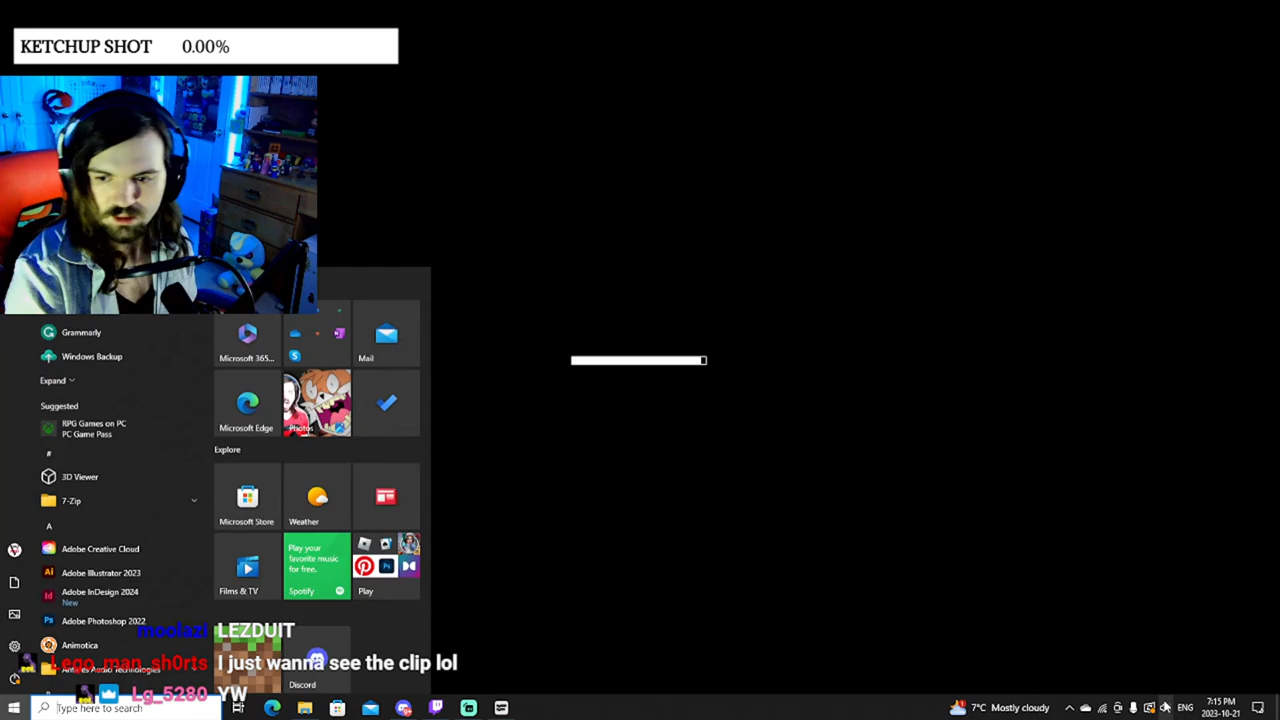 KETCHUP SHOT 0.00%
Grammarly
Windows Backup
Expand
Suggested
RPG Games on PC
PC Game Pass
#
3D Viewer
7-Zip
A
Adobe Creative Cloud
Adobe Illustrator 2023
Adobe InDesign 2024
New
Adobe Photoshop 2022
Animotica
Antares Audio Technologies
Microsoft 365...
Mail
Microsoft Edge
Photos
Explore
Microsoft Store
Weather
Films & TV
Play your
favorite music
for free.
Spotify
Play
Discord
moolazi LEZDUIT
Lego_man_sh0rts I just wanna see the clip lol
Lg_5280 YW
Type here to search
7°C Mostly cloudy
ENG
7:15 PM
2023-10-21